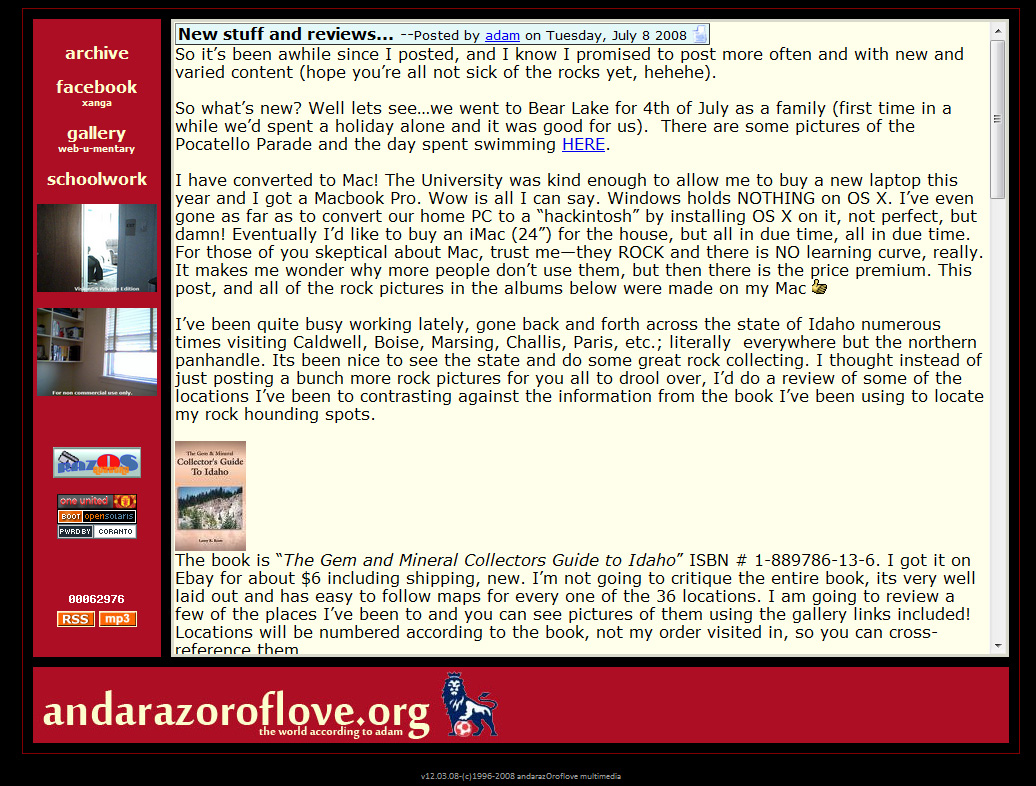 archive
facebook
xanga
gallery
web-u-mentary
schoolwork
For non commercial use only.
one united
BOOT opensolaris
PWRDBY CORANTO
00062976
RSS mp3
New stuff and reviews... --Posted by adam on Tuesday, July 8 2008
So it’s been awhile since I posted, and I know I promised to post more often and with new and
varied content (hope you’re all not sick of the rocks yet, hehehe).
So what’s new? Well lets see…we went to Bear Lake for 4th of July as a family (first time in a
while we’d spent a holiday alone and it was good for us).  There are some pictures of the
Pocatello Parade and the day spent swimming HERE.
I have converted to Mac! The University was kind enough to allow me to buy a new laptop this
year and I got a Macbook Pro. Wow is all I can say. Windows holds NOTHING on OS X. I’ve even
gone as far as to convert our home PC to a “hackintosh” by installing OS X on it, not perfect, but
damn! Eventually I’d like to buy an iMac (24”) for the house, but all in due time, all in due time.
For those of you skeptical about Mac, trust me—they ROCK and there is NO learning curve, really.
It makes me wonder why more people don’t use them, but then there is the price premium. This
post, and all of the rock pictures in the albums below were made on my Mac
I’ve been quite busy working lately, gone back and forth across the state of Idaho numerous
times visiting Caldwell, Boise, Marsing, Challis, Paris, etc.; literally  everywhere but the northern
panhandle. Its been nice to see the state and do some great rock collecting. I thought instead of
just posting a bunch more rock pictures for you all to drool over, I’d do a review of some of the
locations I’ve been to contrasting against the information from the book I’ve been using to locate
my rock hounding spots.
The Gem & Mineral
Collector's Guide
To Idaho
The book is “The Gem and Mineral Collectors Guide to Idaho” ISBN # 1-889786-13-6. I got it on
Ebay for about $6 including shipping, new. I’m not going to critique the entire book, its very well
laid out and has easy to follow maps for every one of the 36 locations. I am going to review a
few of the places I’ve been to and you can see pictures of them using the gallery links included!
Locations will be numbered according to the book, not my order visited in, so you can cross-
reference them
andarazoroflove.org
the world according to adam
v12.03.08-(c)1996-2008 andaraz0roflove multimedia